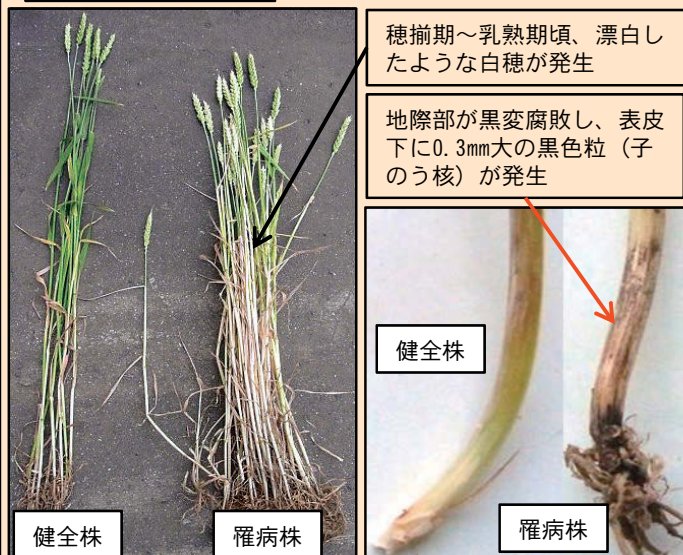 穂揃期～乳熟期頃、漂白し
たような白穂が発生
地際部が黒変腐敗し、表皮
下に0.3mm大の黒色粒（子
のう核）が発生
健全株
罹病株
健全株
罹病株